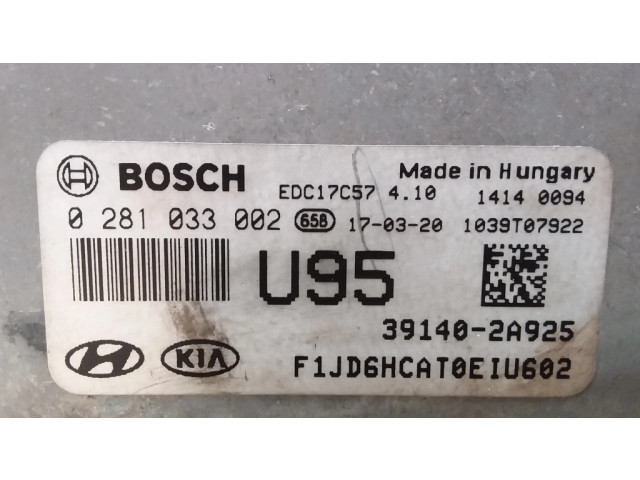 BOSCH
Made in Hungary
EDC17C57 4.10 1414 0094
0 281 033 002 658 17-03-20 1039T07922
U95
39140-2A925
KIA
F1JD6HCAT0EIU602